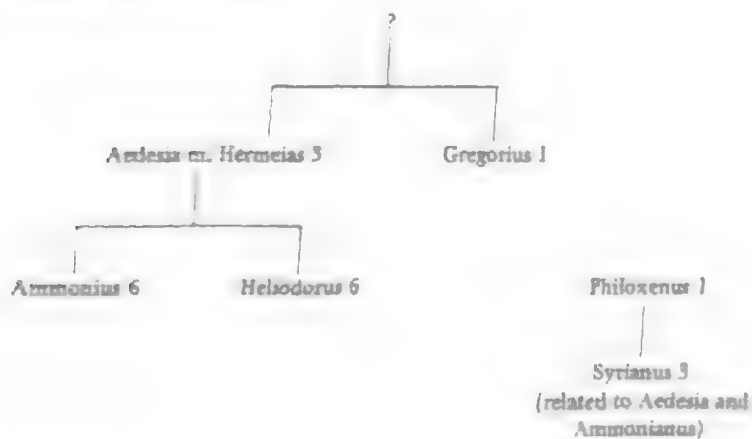 ?
Aedesia m. Hermeias 3 Gregorius 1
Ammonius 6 Heliodorus 6 Philoxenus 1
Syrianus 3
(related to Aedesia and
Ammonianus)